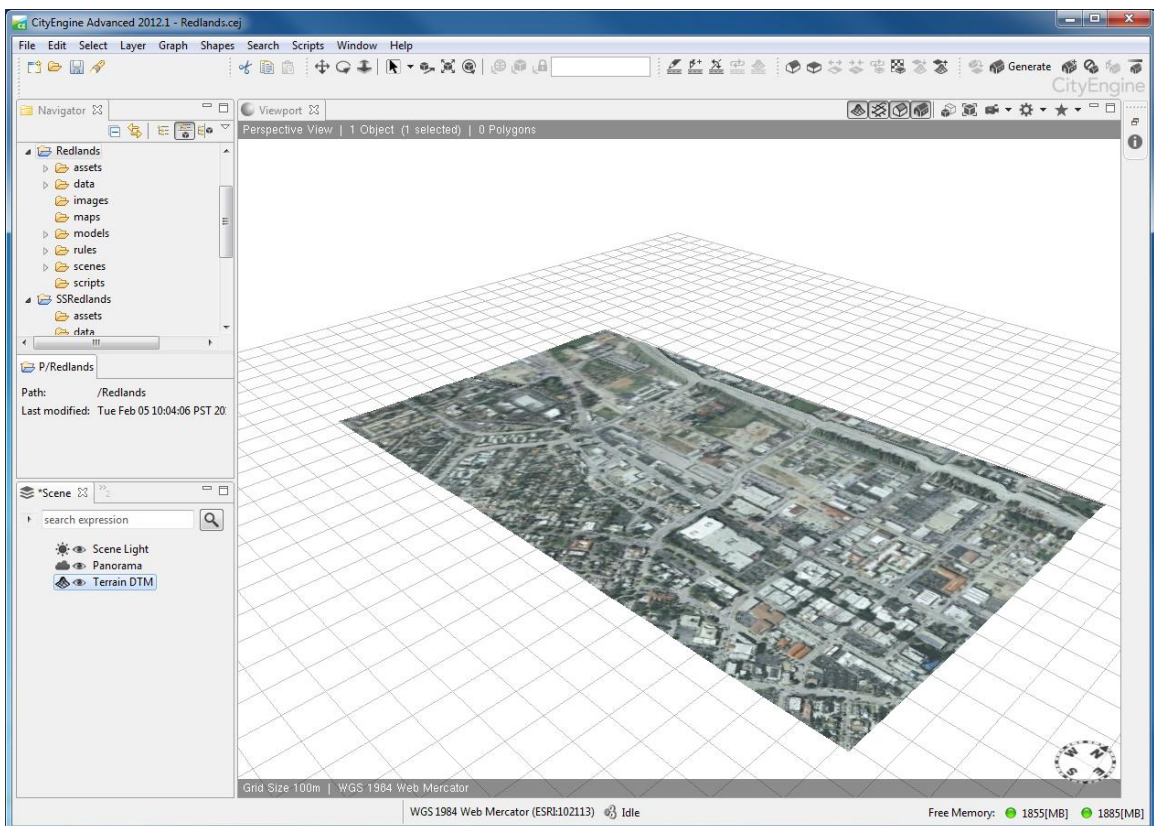 CityEngine Advanced 2012.1 - Redlands.cej
File Edit Select Layer Graph Shapes Search Scripts Window Help
Generate
CityEngine
Navigator
Viewport
Perspective View | 1 Object (1 selected) | 0 Polygons
Redlands
assets
data
images
maps
models
rules
scenes
scripts
SSRedlands
assets
data
P/Redlands
Path: /Redlands
Last modified: Tue Feb 05 10:04:06 PST 20
*Scene
search expression
Scene Light
Panorama
Terrain DTM
N
W
E
S
Grid Size 100m | WGS 1984 Web Mercator
WGS 1984 Web Mercator (ESRI:102113) Idle
Free Memory: 1855[MB] 1885[MB]